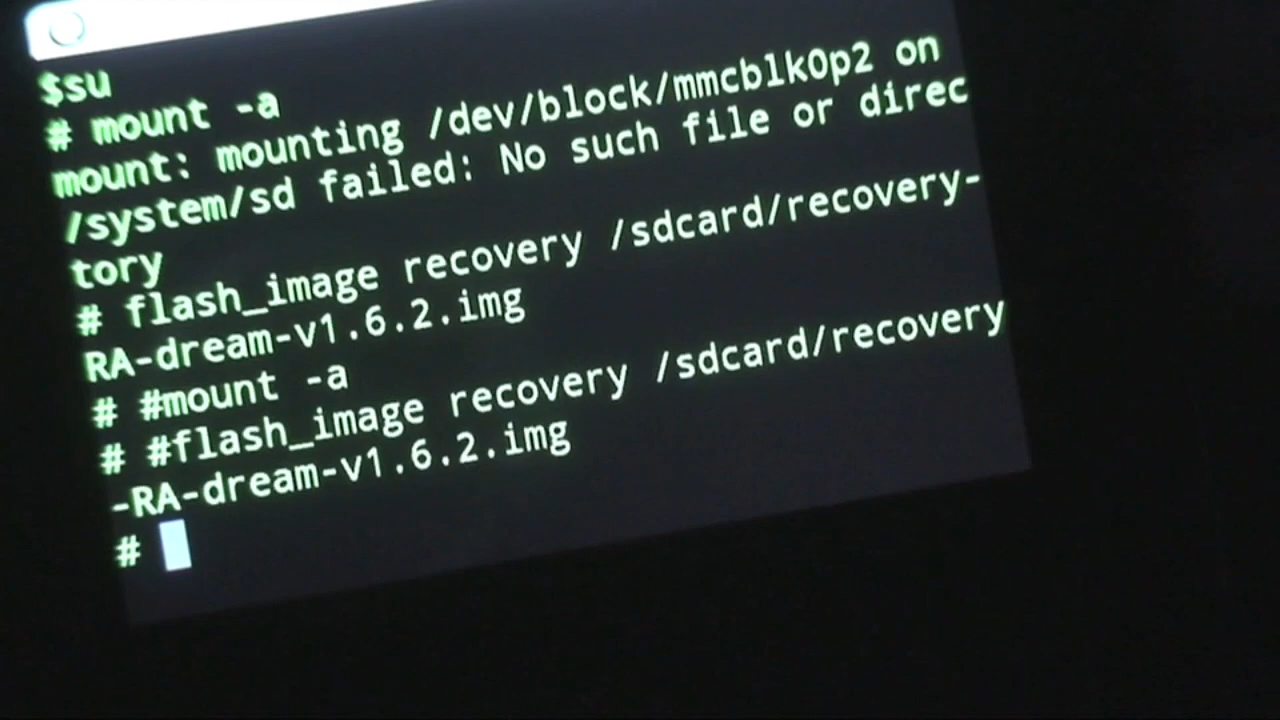 $su
# mount -a
mount: mounting /dev/block/mmcblk0p2 on
/system/sd failed: No such file or direc
tory
# flash_image recovery /sdcard/recovery-
RA-dream-v1.6.2.img
# #mount -a
# #flash_image recovery /sdcard/recovery
-RA-dream-v1.6.2.img
#